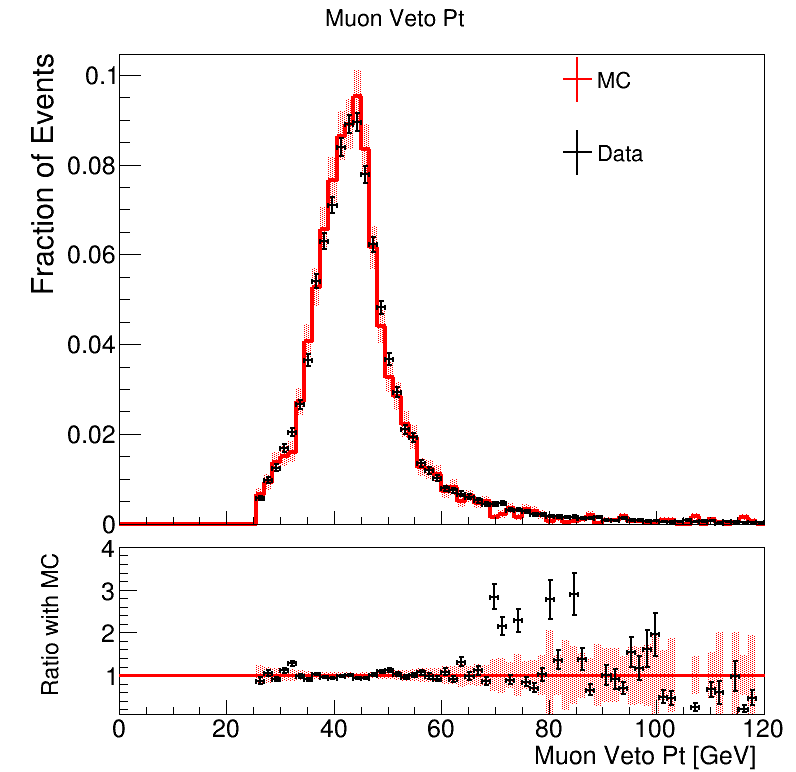 Muon Veto Pt
Fraction of Events
0.1
0.08
0.06
0.04
0.02
0
MC
Data
Ratio with MC
4
3
2
1
0 20 40 60 80 100 120
Muon Veto Pt [GeV]